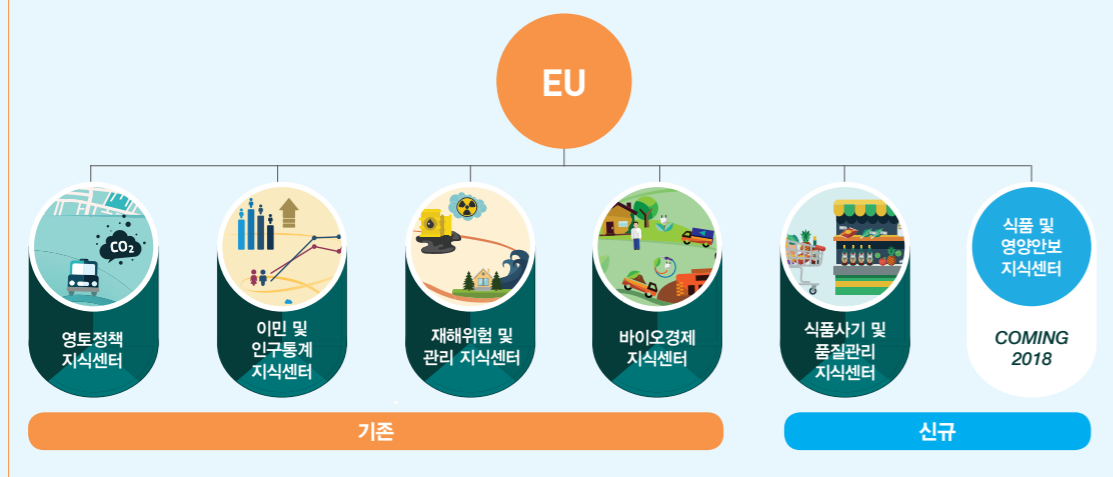 EU
CO₂
영토정책
지식센터
이민 및
인구통계
지식센터
재해위험 및
관리 지식센터
바이오경제
지식센터
식품사기 및
품질관리
지식센터
식품 및
영양안보
지식센터
COMING
2018
기존
신규